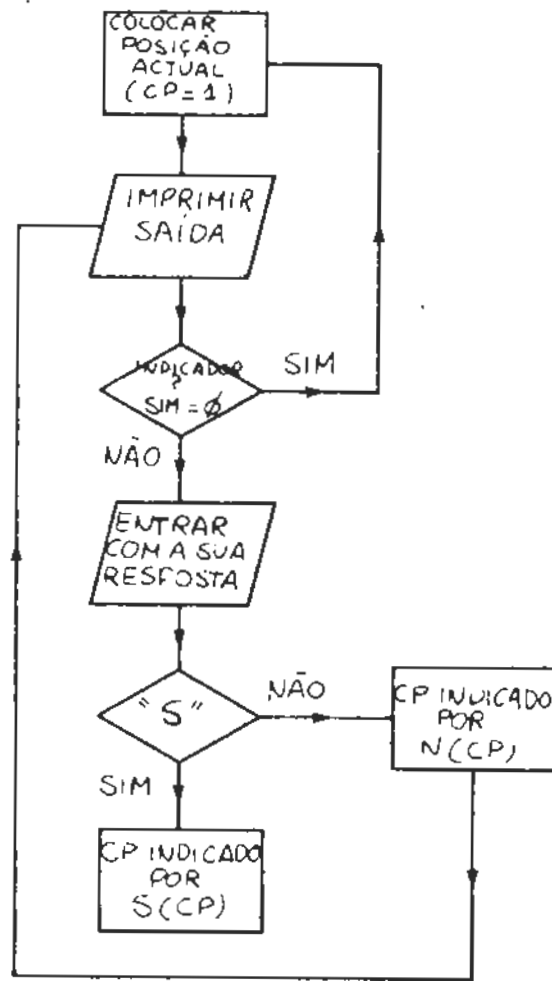 COLOCAR
POSIÇÃO
ACTUAL
(CP=1)
IMPRIMIR
SAÍDA
INDICADOR
?
SIM=Ø
SIM
NÃO
ENTRAR
COM A SUA
RESPOSTA
"S"
NÃO
CP INDICADO
POR
N(CP)
SIM
CP INDICADO
POR
S(CP)